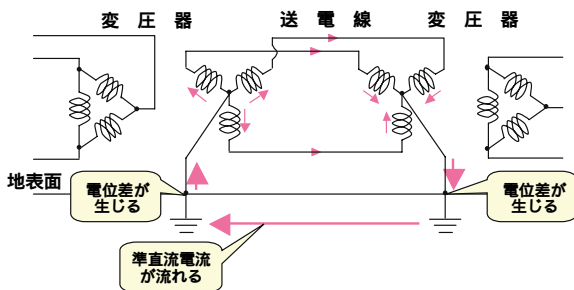 変圧器 送電線 変圧器
地表面
電位差が
生じる
電位差が
生じる
準直流電流
が流れる